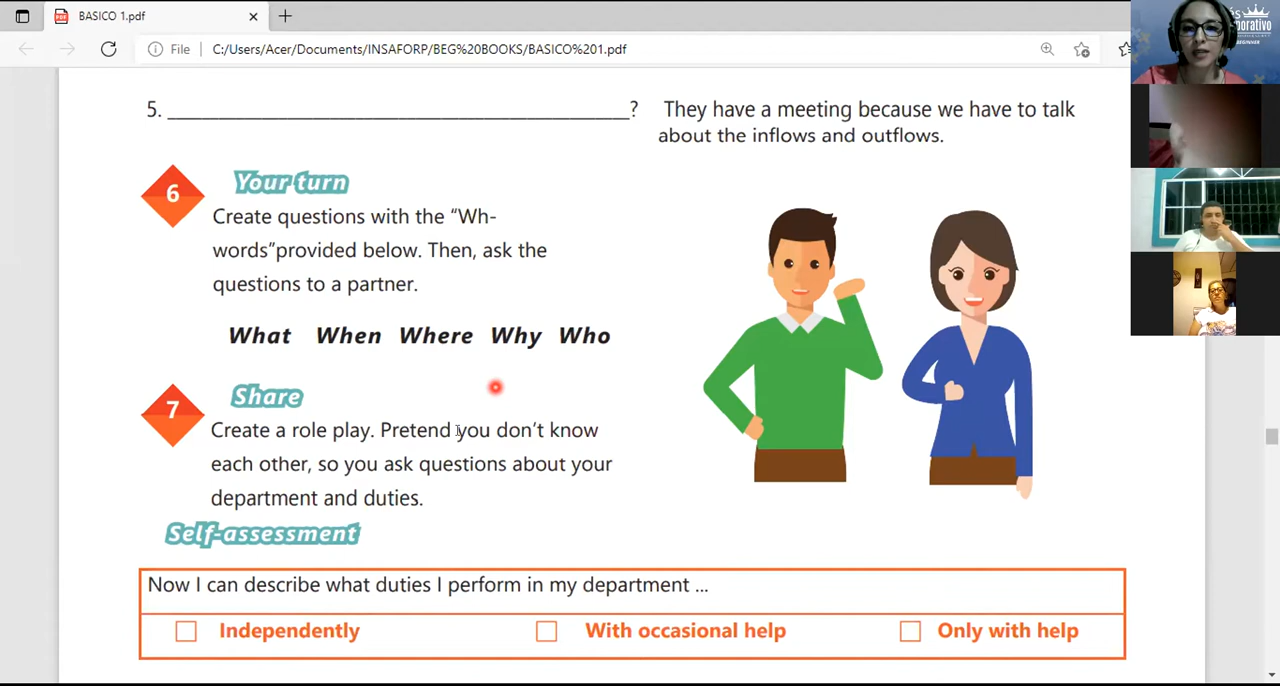 BASICO 1.pdf
File
C:/Users/Acer/Documents/INSAFORP/BEG%20BOOKS/BASICO%201.pdf
BEGINNER
5. ? They have a meeting because we have to talk
about the inflows and outflows.
6 Your turn
Create questions with the “Wh-
words”provided below. Then, ask the
questions to a partner.
What When Where Why Who
7 Share
Create a role play. Pretend you don’t know
each other, so you ask questions about your
department and duties.
Self-assessment
Now I can describe what duties I perform in my department ...
Independently With occasional help Only with help